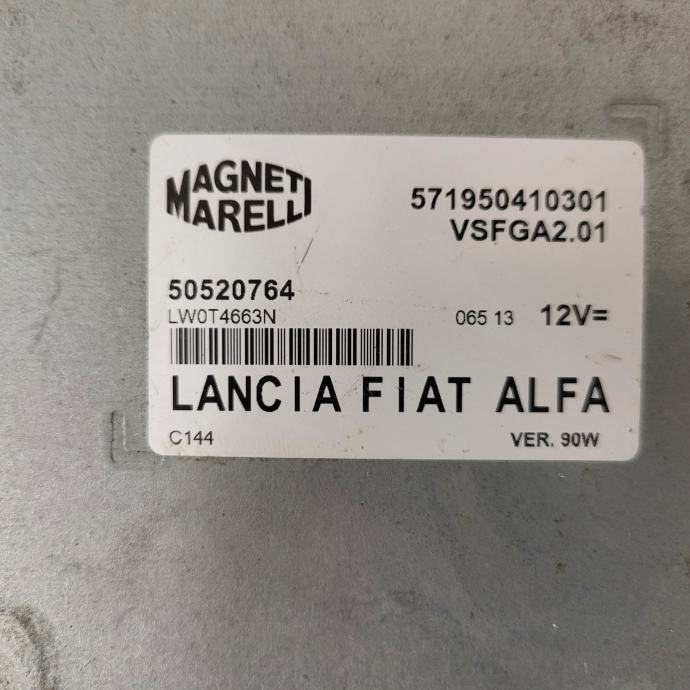 MAGNETI
MARELLI
571950410301
VSFGA2.01
50520764
LW0T4663N
065 13 12V=
LANCIA FIAT ALFA
C144
VER. 90W